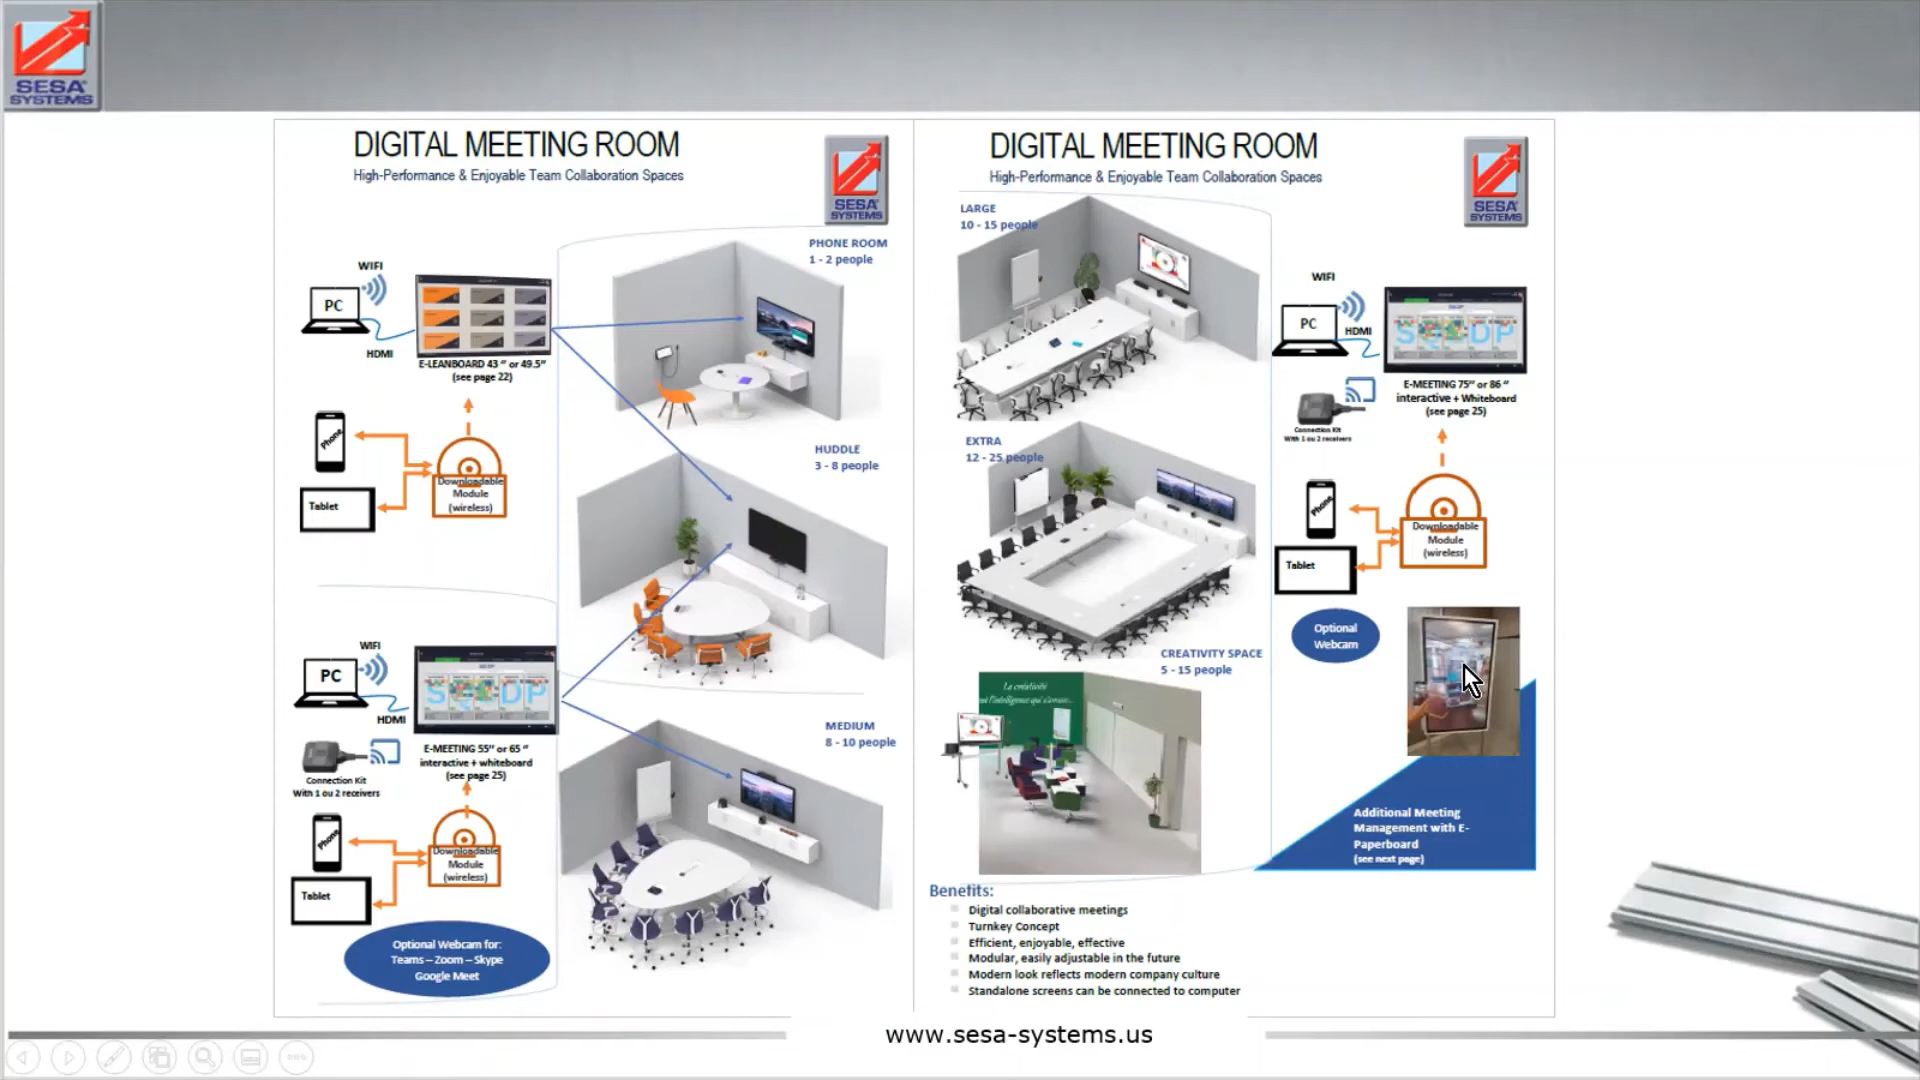 SESA
SYSTEMS
DIGITAL MEETING ROOM
High-Performance & Enjoyable Team Collaboration Spaces
SESA
SYSTEMS
PHONE ROOM
1 - 2 people
WIFI
PC
HDMI
E-LEANBOARD 43 " or 49.5"
(see page 22)
Phone
Tablet
Downloadable
Module
(wireless)
HUDDLE
3 - 8 people
WIFI
PC
HDMI
SQCDP
E-MEETING 55" or 65 "
interactive + whiteboard
(see page 25)
Connection Kit
With 1 ou 2 receivers
Phone
Tablet
Downloadable
Module
(wireless)
MEDIUM
8 - 10 people
Optional Webcam for:
Teams – Zoom – Skype
Google Meet
DIGITAL MEETING ROOM
High-Performance & Enjoyable Team Collaboration Spaces
SESA
SYSTEMS
LARGE
10 - 15 people
WIFI
PC
HDMI
SQCDP
E-MEETING 75" or 86 "
interactive + Whiteboard
(see page 25)
Connection Kit
With 1 ou 2 receivers
EXTRA
12 - 25 people
Phone
Tablet
Downloadable
Module
(wireless)
Optional
Webcam
CREATIVITY SPACE
5 - 15 people
La créativité
est l'intelligence qui s'amuse...
Additional Meeting
Management with E-
Paperboard
(see next page)
Benefits:
Digital collaborative meetings
Turnkey Concept
Efficient, enjoyable, effective
Modular, easily adjustable in the future
Modern look reflects modern company culture
Standalone screens can be connected to computer
www.sesa-systems.us